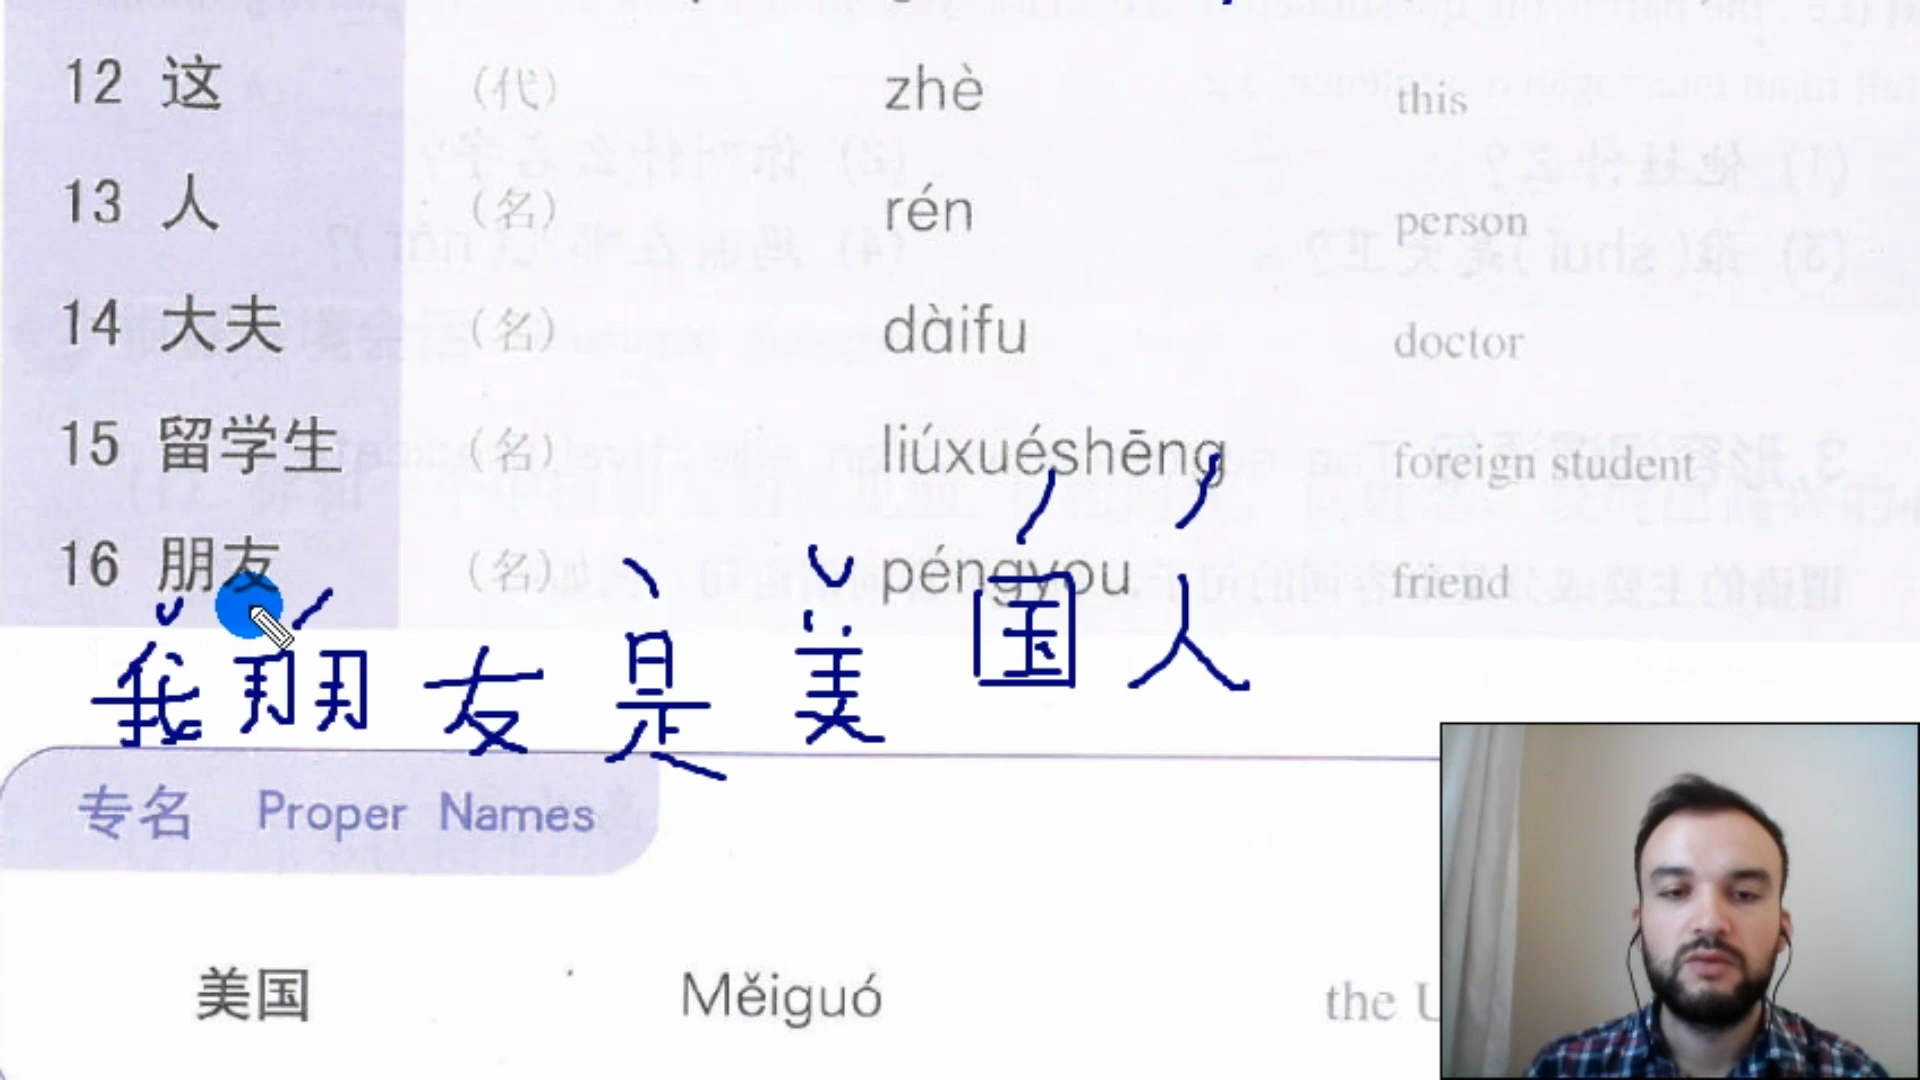 12 这 (代) zhè this
13 人 (名) rén person
14 大夫 (名) dàifu doctor
15 留学生 (名) liúxuéshēng foreign student
16 朋友 (名) péngyou friend
我朋友是美国人
专名 Proper Names
美国 Měiguó the U